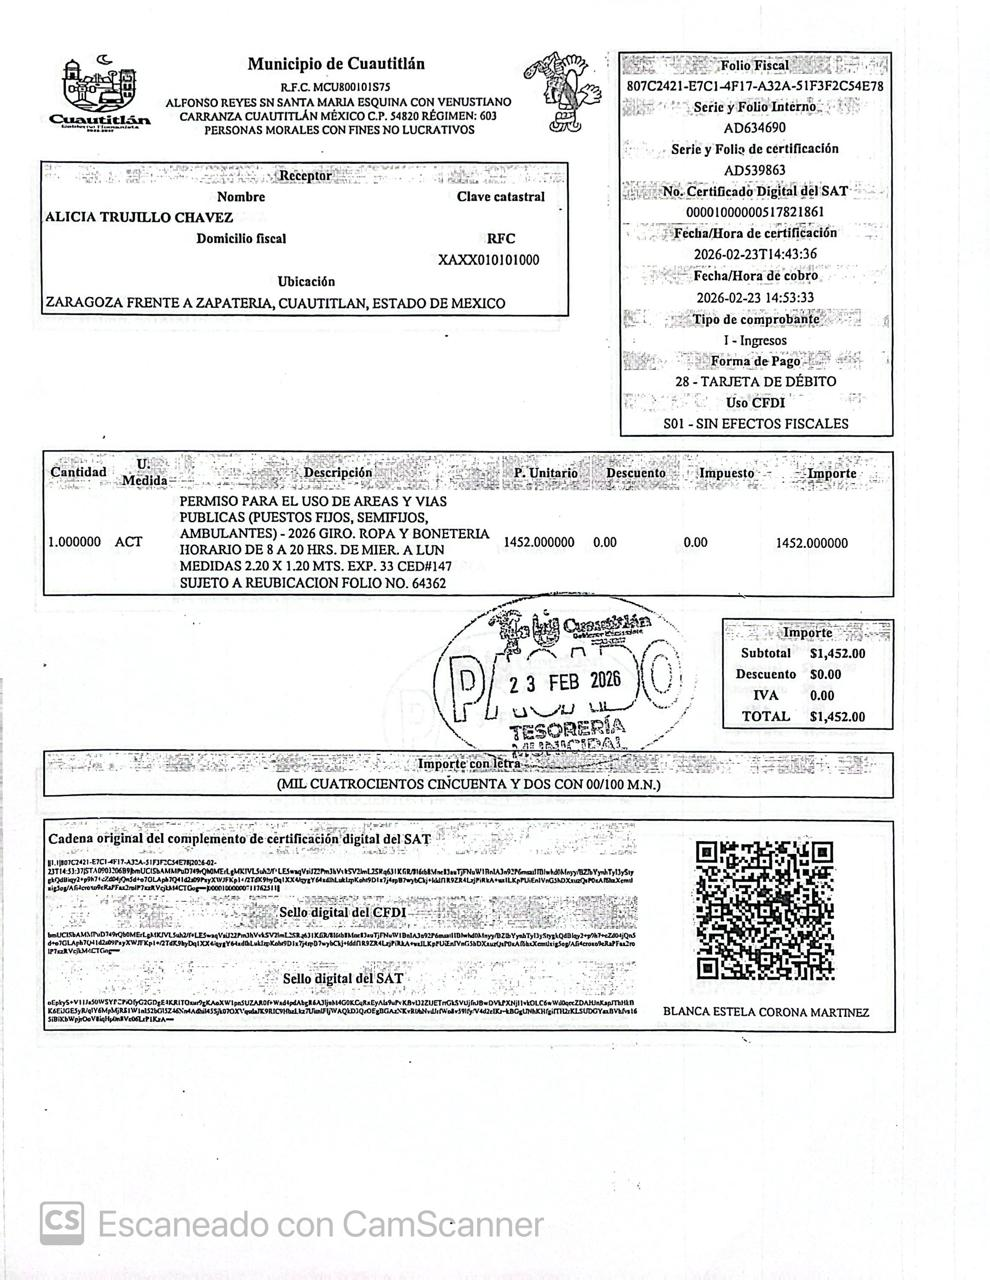 Municipio de Cuautitlán
R.F.C. MCU800101S75
ALFONSO REYES SN SANTA MARIA ESQUINA CON VENUSTIANO
CARRANZA CUAUTITLÁN MÉXICO C.P. 54820 RÉGIMEN: 603
PERSONAS MORALES CON FINES NO LUCRATIVOS
Cuautitlán
Folio Fiscal
807C2421-E7C1-4F17-A32A-51F3F2C54E78
Serie y Folio Interno
AD634690
Serie y Folio de certificación
AD539863
No. Certificado Digital del SAT
00001000000517821861
Fecha/Hora de certificación
2026-02-23T14:43:36
Fecha/Hora de cobro
2026-02-23 14:53:33
Tipo de comprobante
I - Ingresos
Forma de Pago
28 - TARJETA DE DÉBITO
Uso CFDI
S01 - SIN EFECTOS FISCALES
Receptor
Nombre Clave catastral
ALICIA TRUJILLO CHAVEZ
Domicilio fiscal RFC
XAXX010101000
Ubicación
ZARAGOZA FRENTE A ZAPATERIA, CUAUTITLAN, ESTADO DE MEXICO
Cantidad U. Medida Descripción P. Unitario Descuento Impuesto Importe
PERMISO PARA EL USO DE AREAS Y VIAS
PUBLICAS (PUESTOS FIJOS, SEMIFIJOS,
AMBULANTES) - 2026 GIRO. ROPA Y BONETERIA
1.000000 ACT HORARIO DE 8 A 20 HRS. DE MIER. A LUN 1452.000000 0.00 0.00 1452.000000
MEDIDAS 2.20 X 1.20 MTS. EXP. 33 CED#147
SUJETO A REUBICACION FOLIO NO. 64362
Cuautitlán
PAGADO
23 FEB 2026
TESORERÍA
MUNICIPAL
Importe
Subtotal $1,452.00
Descuento $0.00
IVA 0.00
TOTAL $1,452.00
Importe con letra
(MIL CUATROCIENTOS CINCUENTA Y DOS CON 00/100 M.N.)
Cadena original del complemento de certificación digital del SAT
Sello digital del CFDI
Sello digital del SAT
BLANCA ESTELA CORONA MARTINEZ
CS Escaneado con CamScanner